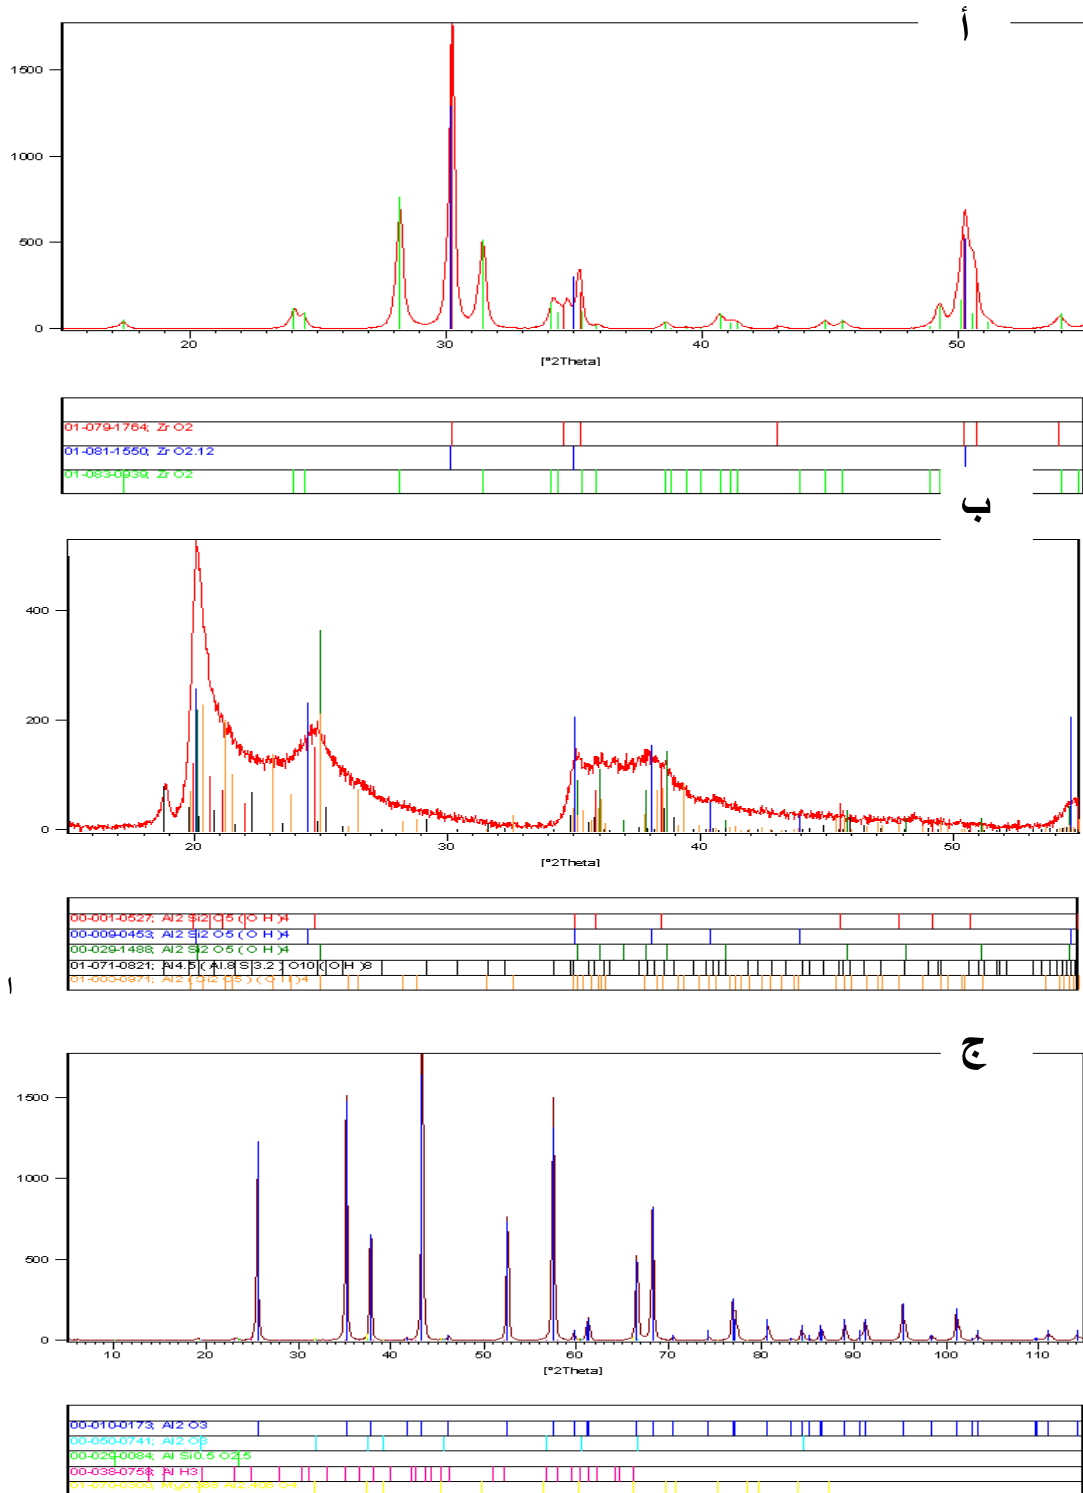 أ
1500
1000
500
0
20
30
40
50
[°2Theta]
01-079-1764; Zr O2
01-081-1550; Zr O2.12
01-083-0939; Zr O2
ب
400
200
0
20
30
40
50
[°2Theta]
00-001-0527; Al2 Si2 O5 ( O H )4
00-009-0453; Al2 Si2 O5 ( O H )4
00-029-1488; Al2 Si2 O5 ( O H )4
01-071-0821; Al4.5 ( Al.8 Si3.2 ) O10 ( O H )8
Al2 ( Si2 O5 ) ( O H )4
ا
ج
1500
1000
500
0
10 20 30 40 50 60 70 80 90 100 110
[°2Theta]
00-010-0173; Al2 O3
00-050-0741; Al2 O3
00-029-0084; Al Si0.5 O2.5
00-038-0758; Al H3